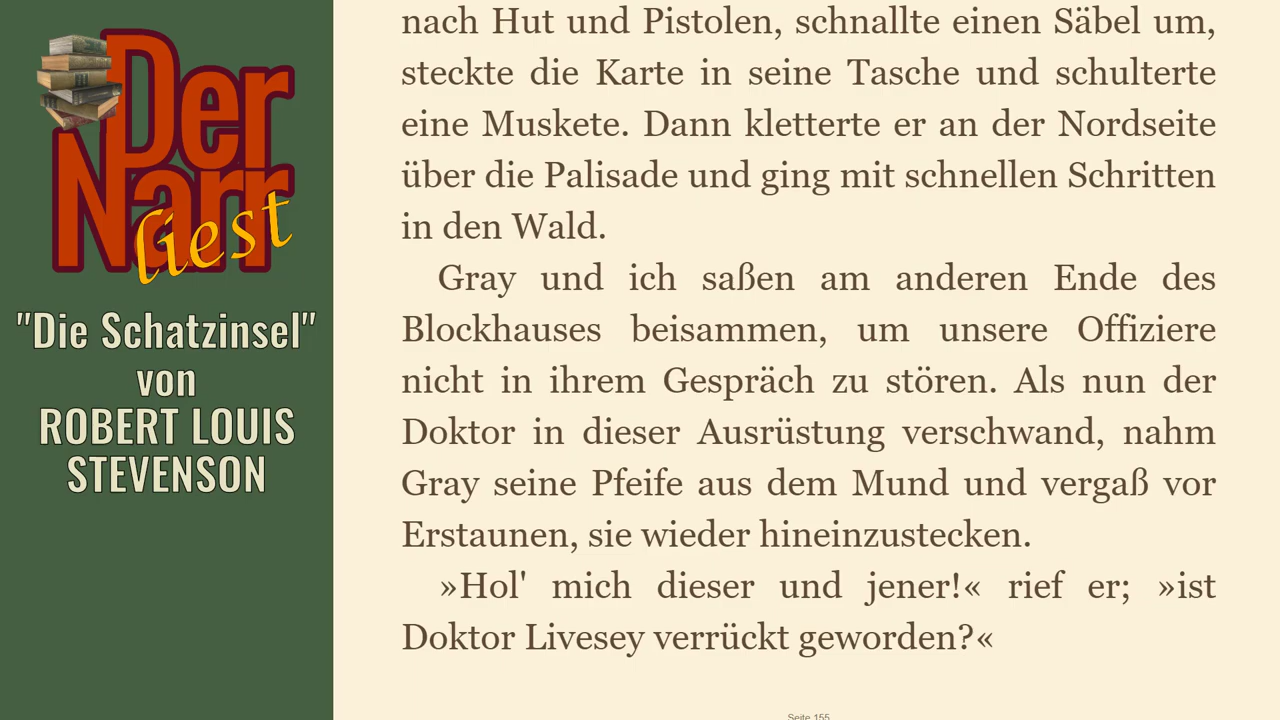 Der
Narr
liest
"Die Schatzinsel"
von
ROBERT LOUIS
STEVENSON
nach Hut und Pistolen, schnallte einen Säbel um,
steckte die Karte in seine Tasche und schulterte
eine Muskete. Dann kletterte er an der Nordseite
über die Palisade und ging mit schnellen Schritten
in den Wald.
Gray und ich saßen am anderen Ende des
Blockhauses beisammen, um unsere Offiziere
nicht in ihrem Gespräch zu stören. Als nun der
Doktor in dieser Ausrüstung verschwand, nahm
Gray seine Pfeife aus dem Mund und vergaß vor
Erstaunen, sie wieder hineinzustecken.
»Hol' mich dieser und jener!« rief er; »ist
Doktor Livesey verrückt geworden?«
Seite 155